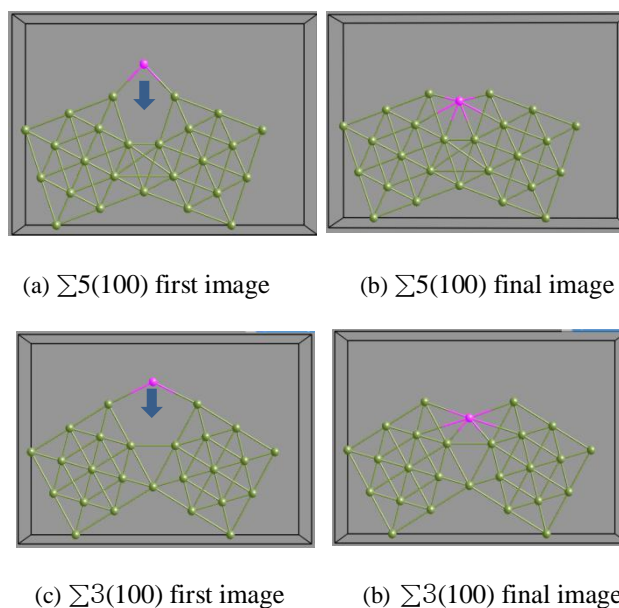 (a) ∑5(100) first image
(b) ∑5(100) final image
(c) ∑3(100) first image
(b) ∑3(100) final image